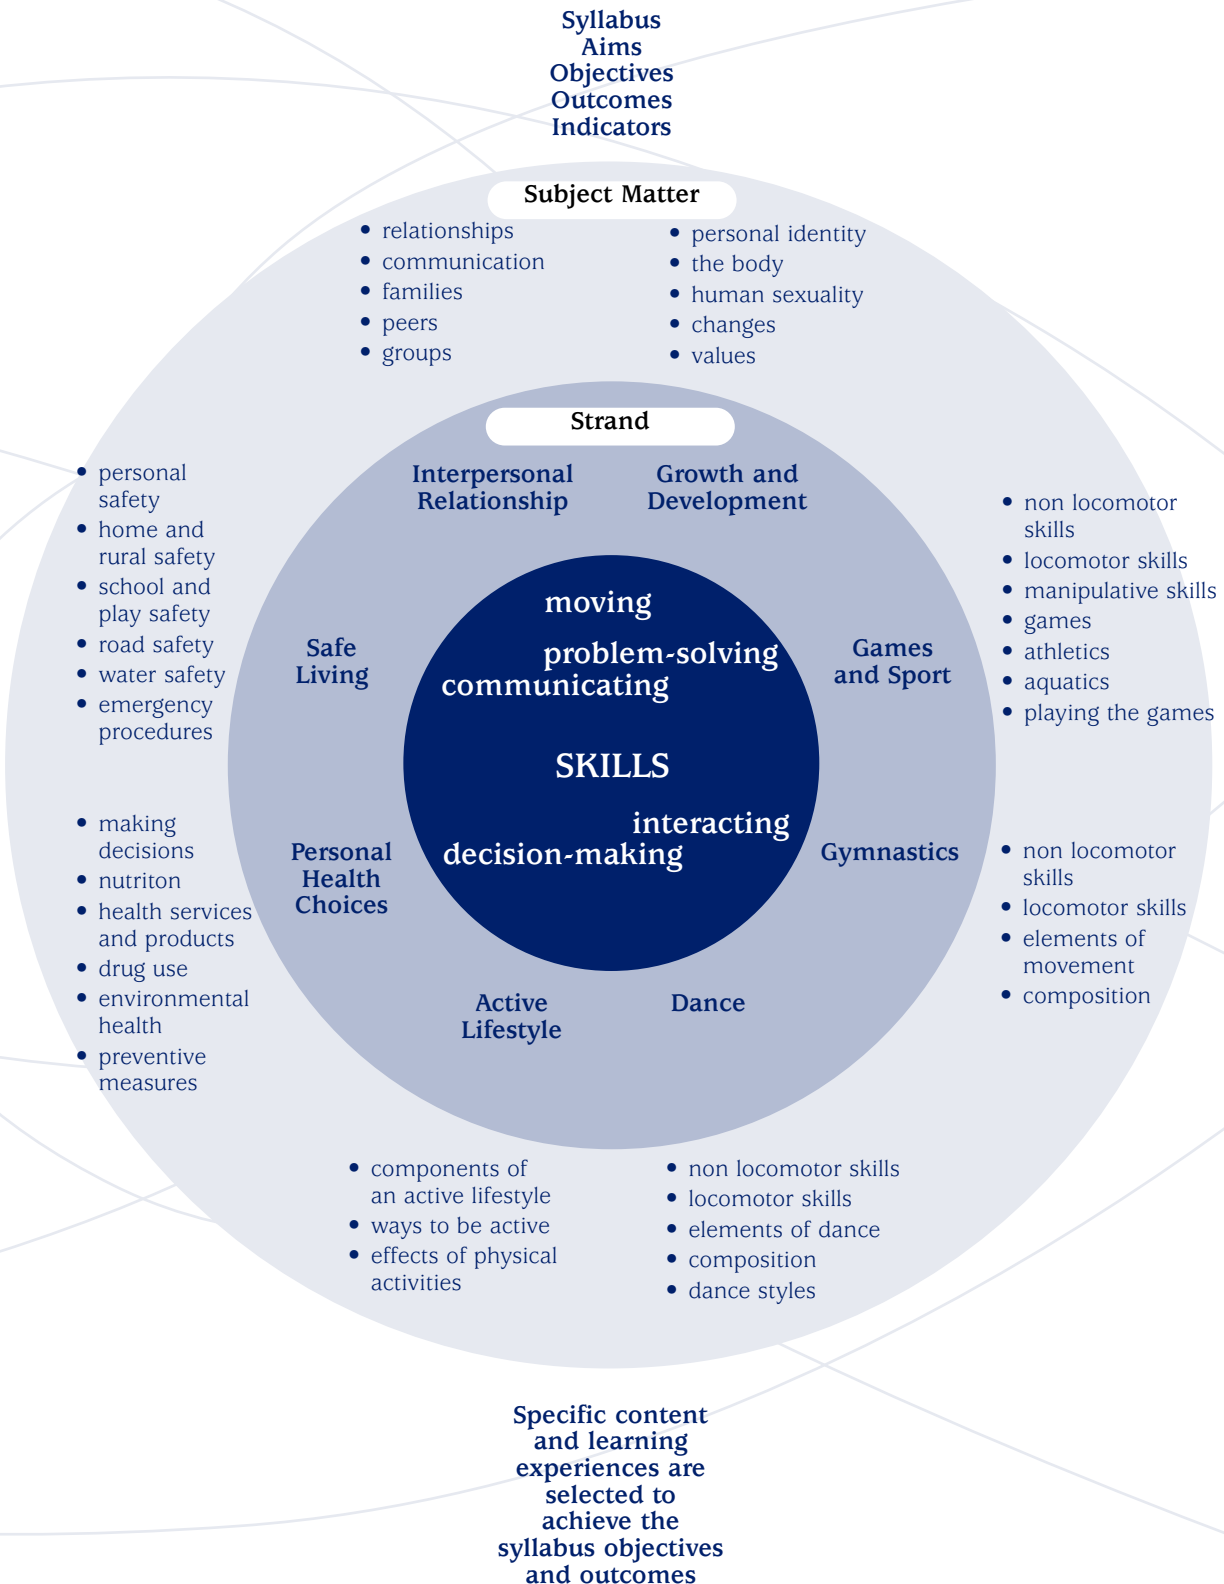 Syllabus
Aims
Objectives
Outcomes
Indicators
Subject Matter
• relationships
• communication
• families
• peers
• groups
• personal identity
• the body
• human sexuality
• changes
• values
Strand
Interpersonal
Relationship
Growth and
Development
• personal
safety
• home and
rural safety
• school and
play safety
• road safety
• water safety
• emergency
procedures
Safe
Living
moving
problem-solving
communicating
SKILLS
interacting
decision-making
Games
and Sport
• non locomotor
skills
• locomotor skills
• manipulative skills
• games
• athletics
• aquatics
• playing the games
• making
decisions
• nutriton
• health services
and products
• drug use
• environmental
health
• preventive
measures
Personal
Health
Choices
Gymnastics
• non locomotor
skills
• locomotor skills
• elements of
movement
• composition
Active
Lifestyle
Dance
• components of
an active lifestyle
• ways to be active
• effects of physical
activities
• non locomotor skills
• locomotor skills
• elements of dance
• composition
• dance styles
Specific content
and learning
experiences are
selected to
achieve the
syllabus objectives
and outcomes